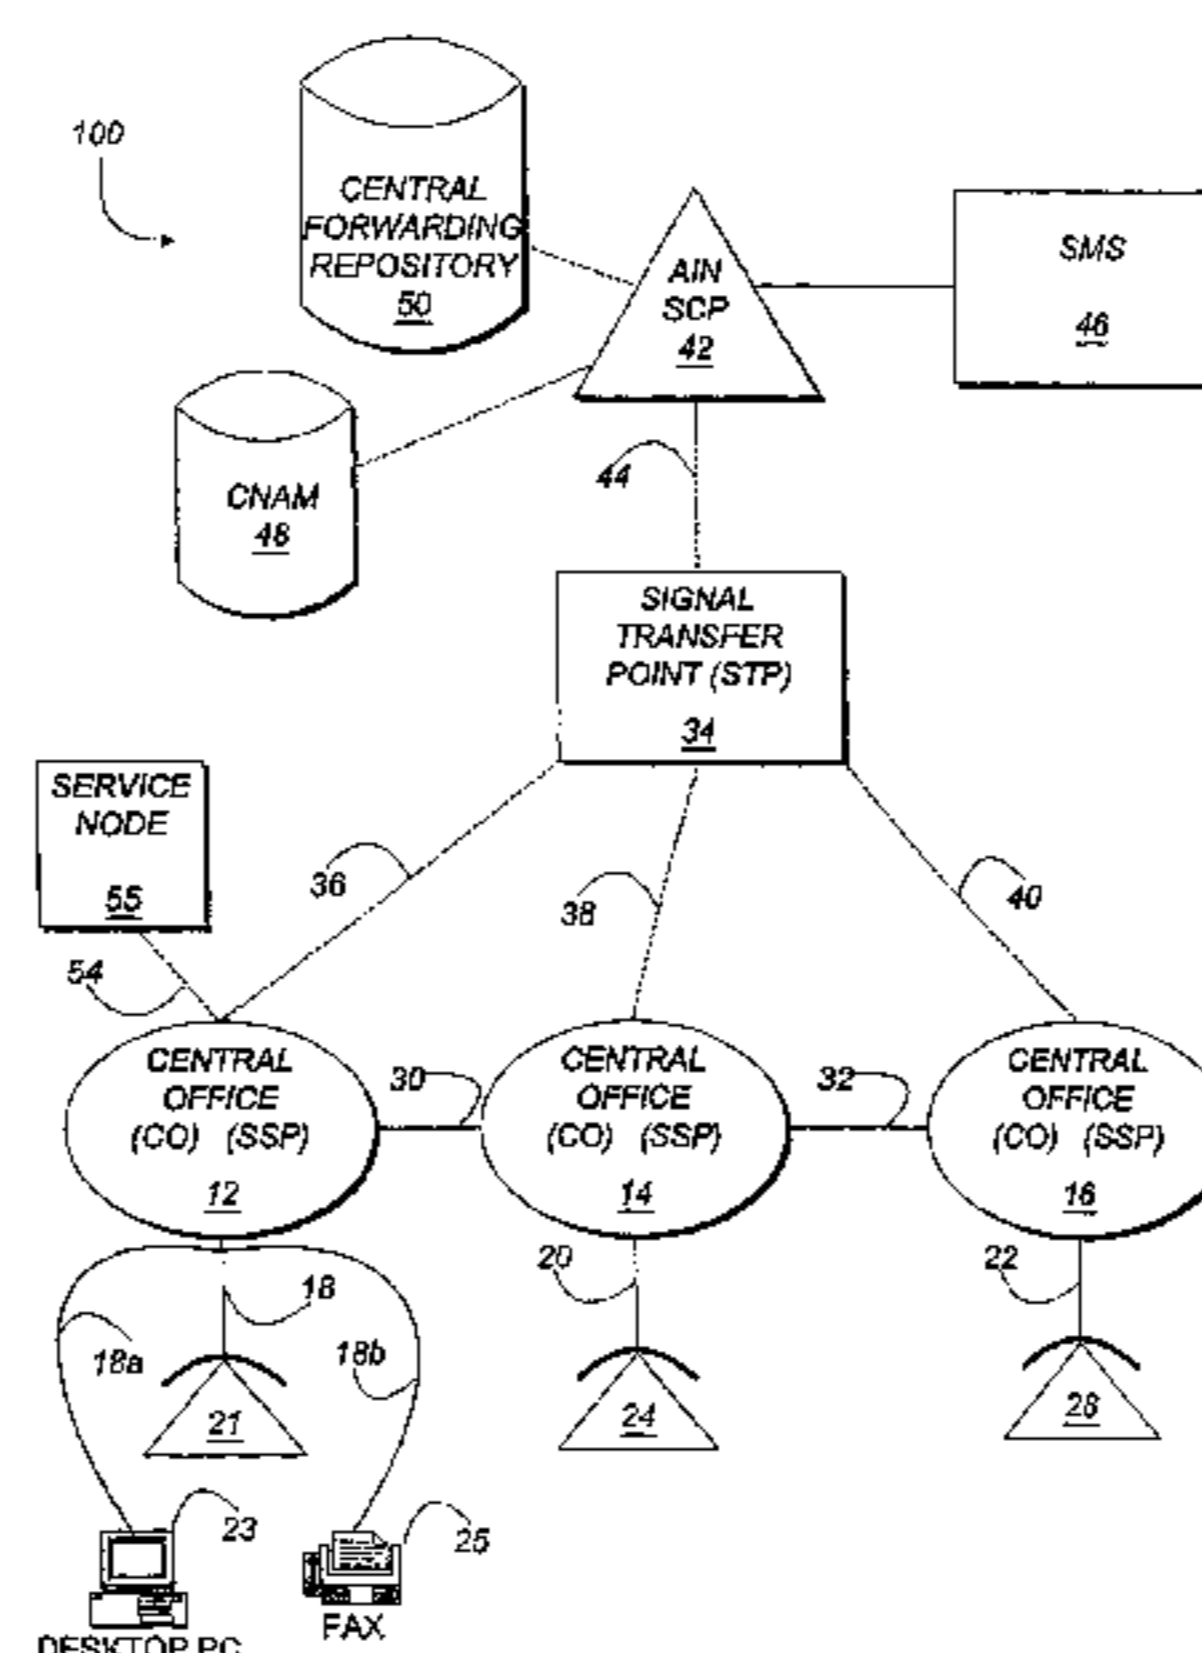 100
CENTRAL
FORWARDING
REPOSITORY
50
AIN
SCP
42
SMS
46
CNAM
48
44
SIGNAL
TRANSFER
POINT (STP)
34
SERVICE
NODE
55
36
38
40
54
CENTRAL
OFFICE
(CO) (SSP)
12
30
CENTRAL
OFFICE
(CO) (SSP)
14
32
CENTRAL
OFFICE
(CO) (SSP)
16
18
20
22
18a
18b
21
24
28
23
25
FAX
DESKTOP PC